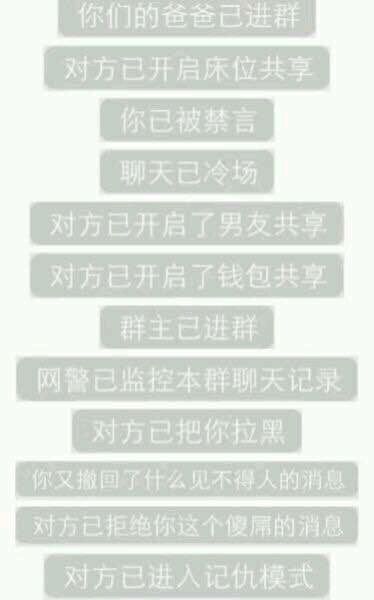 你们的爸爸已进群
对方已开启床位共享
你已被禁言
聊天已冷场
对方已开启了男友共享
对方已开启了钱包共享
群主已进群
网警已监控本群聊天记录
对方已把你拉黑
你又撤回了什么见不得人的消息
对方已拒绝你这个傻屌的消息
对方已进入记仇模式